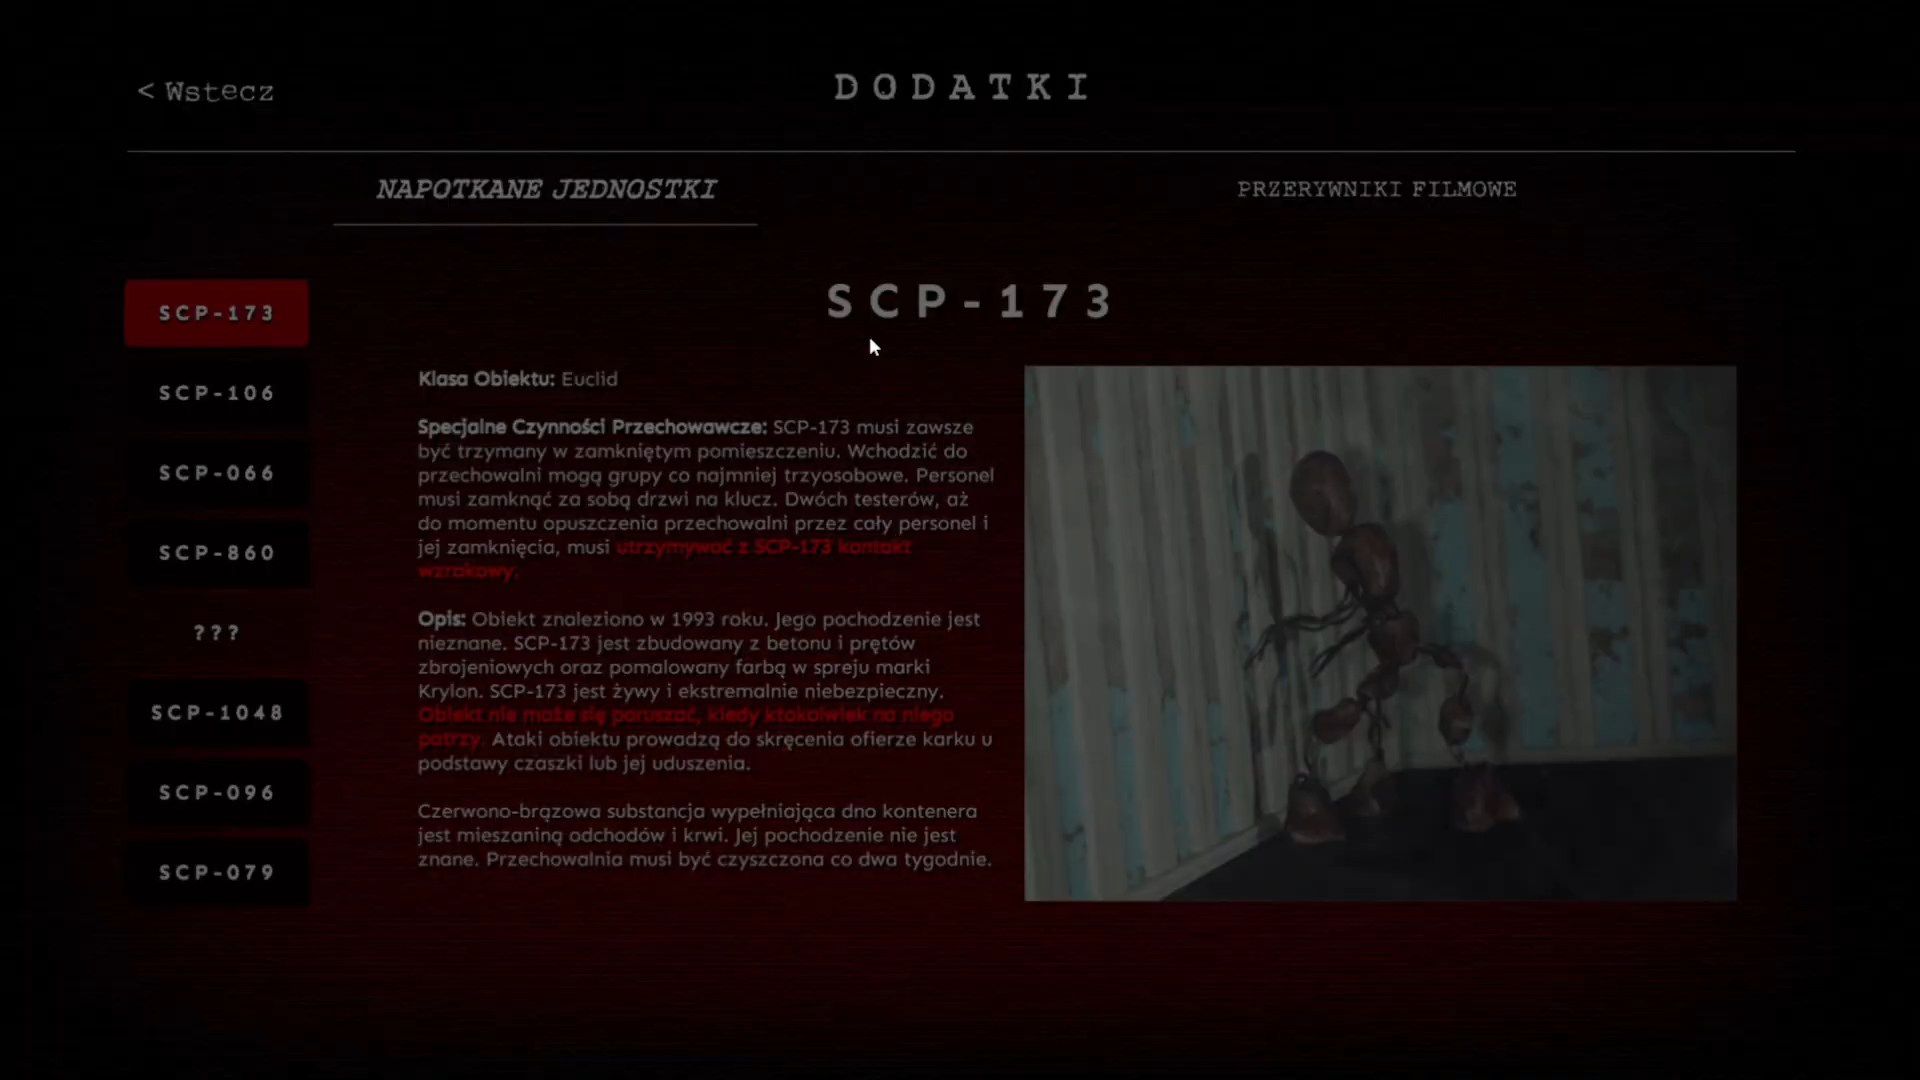 < Wstecz
DODATKI
NAPOTKANE JEDNOSTKI
PRZERYWNIKI FILMOWE
SCP-173
SCP-106
SCP-066
SCP-860
???
SCP-1048
SCP-096
SCP-079
SCP-173
Klasa Obiektu: Euclid
Specjalne Czynności Przechowawcze: SCP-173 musi zawsze
być trzymany w zamkniętym pomieszczeniu. Wchodzić do
przechowalni mogą grupy co najmniej trzyosobowe. Personel
musi zamknąć za sobą drzwi na klucz. Dwóch testerów, aż
do momentu opuszczenia przechowalni przez cały personel i
jej zamknięcia, musi utrzymywać z SCP-173 kontakt
wzrokowy.
Opis: Obiekt znaleziono w 1993 roku. Jego pochodzenie jest
nieznane. SCP-173 jest zbudowany z betonu i prętów
zbrojeniowych oraz pomalowany farbą w spreju marki
Krylon. SCP-173 jest żywy i ekstremalnie niebezpieczny.
Obiekt nie może się poruszać, kiedy ktokolwiek na niego
patrzy. Ataki obiektu prowadzą do skręcenia ofierze karku u
podstawy czaszki lub jej uduszenia.
Czerwono-brązowa substancja wypełniająca dno kontenera
jest mieszaniną odchodów i krwi. Jej pochodzenie nie jest
znane. Przechowalnia musi być czyszczona co dwa tygodnie.